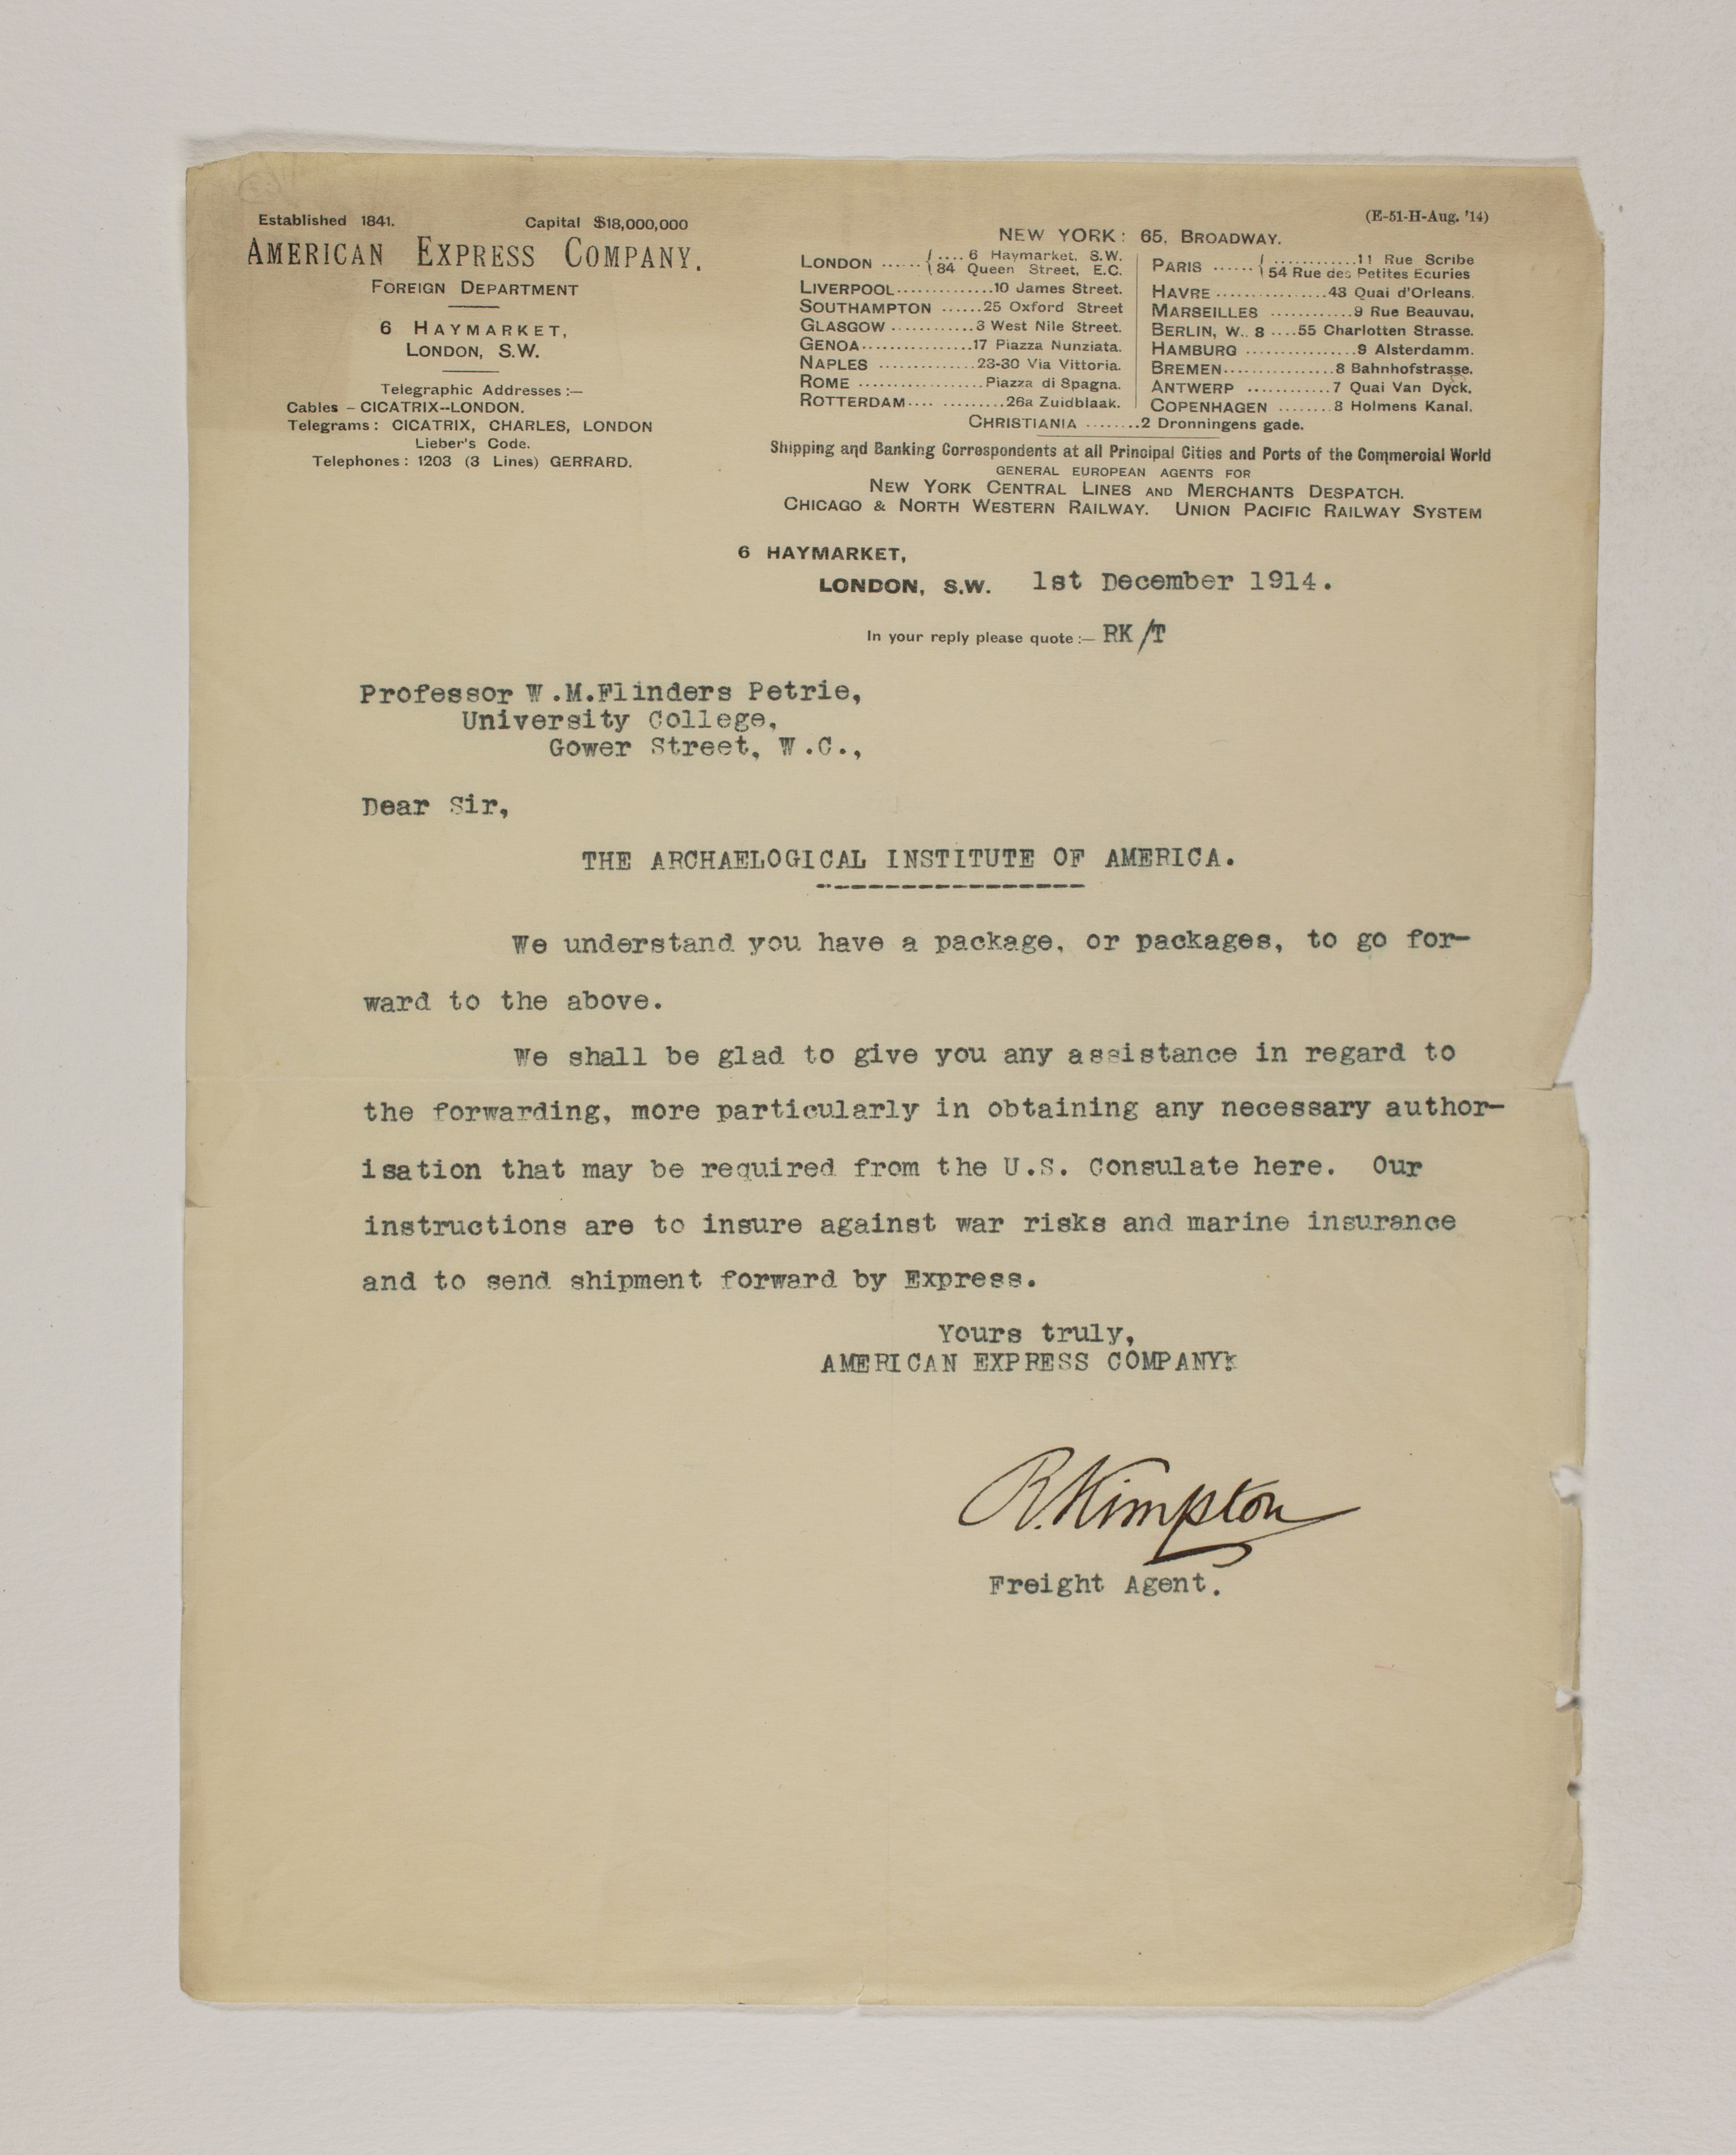 Established 1841. Capital $18,000,000
AMERICAN EXPRESS COMPANY.
FOREIGN DEPARTMENT
6 HAYMARKET,
LONDON, S.W.
Telegraphic Addresses :—
Cables – CICATRIX--LONDON.
Telegrams : CICATRIX, CHARLES, LONDON
Lieber's Code.
Telephones : 1203 (3 Lines) GERRARD.
(E-51-H-Aug. '14)
NEW YORK: 65, BROADWAY.
LONDON ...... 6 Haymarket, S.W.
84 Queen Street, E.C.
LIVERPOOL..............10 James Street.
SOUTHAMPTON ......25 Oxford Street
GLASGOW ............3 West Nile Street.
GENOA................17 Piazza Nunziata.
NAPLES ..............23-30 Via Vittoria.
ROME ..................Piazza di Spagna.
ROTTERDAM.... .........26a Zuidblaak.
PARIS ...... ............11 Rue Scribe
54 Rue des Petites Ecuries
HAVRE ................43 Quai d'Orleans.
MARSEILLES ............9 Rue Beauvau.
BERLIN, W. 8 ....55 Charlotten Strasse.
HAMBURG ................9 Alsterdamm.
BREMEN................8 Bahnhofstrasse.
ANTWERP ............7 Quai Van Dyck.
COPENHAGEN ........8 Holmens Kanal.
CHRISTIANIA ........2 Dronningens gade.
Shipping and Banking Correspondents at all Principal Cities and Ports of the Commercial World
GENERAL EUROPEAN AGENTS FOR
NEW YORK CENTRAL LINES AND MERCHANTS DESPATCH.
CHICAGO & NORTH WESTERN RAILWAY. UNION PACIFIC RAILWAY SYSTEM
6 HAYMARKET,
LONDON, S.W. 1st December 1914.
In your reply please quote :— RK/T
Professor W.M.Flinders Petrie,
University College,
Gower Street, W.C.,
Dear Sir,
THE ARCHAELOGICAL INSTITUTE OF AMERICA.
We understand you have a package, or packages, to go for-
ward to the above.
We shall be glad to give you any assistance in regard to
the forwarding, more particularly in obtaining any necessary author-
isation that may be required from the U.S. Consulate here. Our
instructions are to insure against war risks and marine insurance
and to send shipment forward by Express.
Yours truly,
AMERICAN EXPRESS COMPANY.
R. Kimpton
Freight Agent.